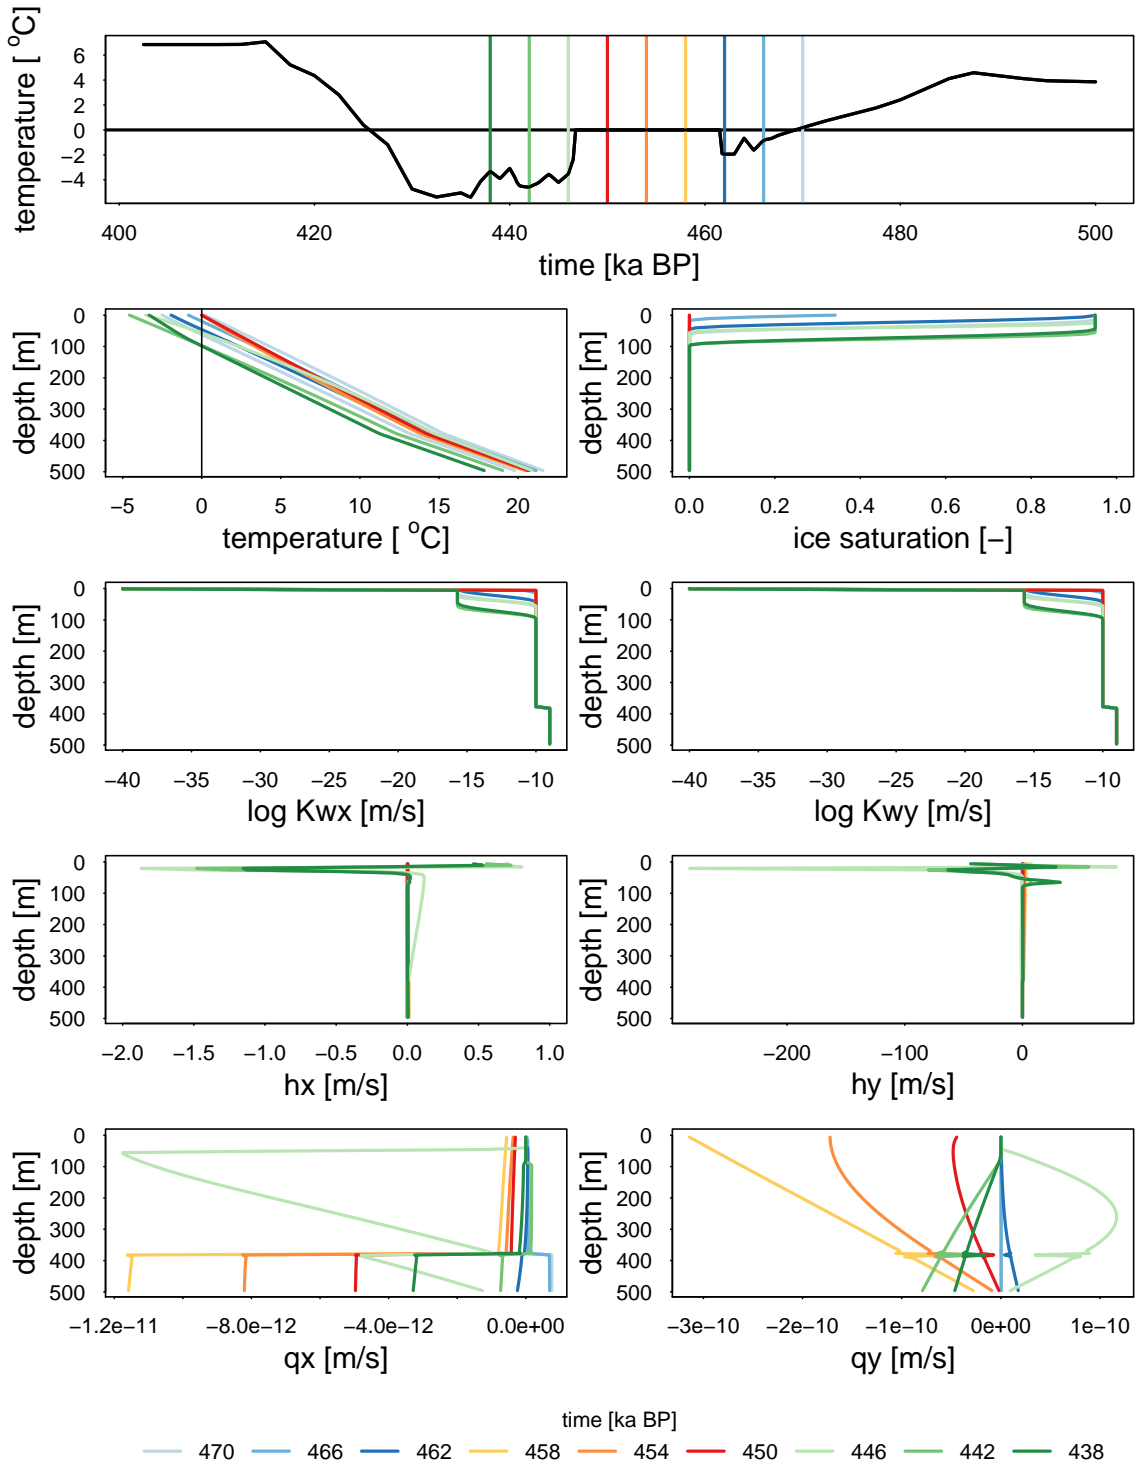 temperature [ °C]
6
4
2
0
−2
−4
400 420 440 460 480 500
time [ka BP]
depth [m]
0
100
200
300
400
500
−5 0 5 10 15 20
temperature [ °C]
depth [m]
0
100
200
300
400
500
0.0 0.2 0.4 0.6 0.8 1.0
ice saturation [−]
depth [m]
0
100
200
300
400
500
−40 −35 −30 −25 −20 −15 −10
log Kwx [m/s]
depth [m]
0
100
200
300
400
500
−40 −35 −30 −25 −20 −15 −10
log Kwy [m/s]
depth [m]
0
100
200
300
400
500
−2.0 −1.5 −1.0 −0.5 0.0 0.5 1.0
hx [m/s]
depth [m]
0
100
200
300
400
500
−200 −100 0
hy [m/s]
depth [m]
0
100
200
300
400
500
−1.2e−11 −8.0e−12 −4.0e−12 0.0e+00
qx [m/s]
depth [m]
0
100
200
300
400
500
−3e−10 −2e−10 −1e−10 0e+00 1e−10
qy [m/s]
time [ka BP]
470 466 462 458 454 450 446 442 438